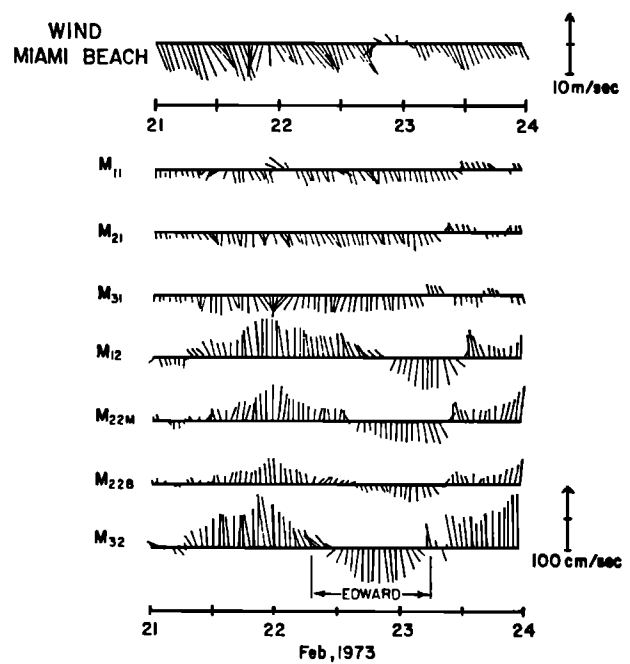 WIND
MIAMI BEACH
10 m/sec
21 22 23 24
M11
M21
M31
M12
M22M
M22B
M32
100 cm/sec
EDWARD
21 22 23 24
Feb, 1973